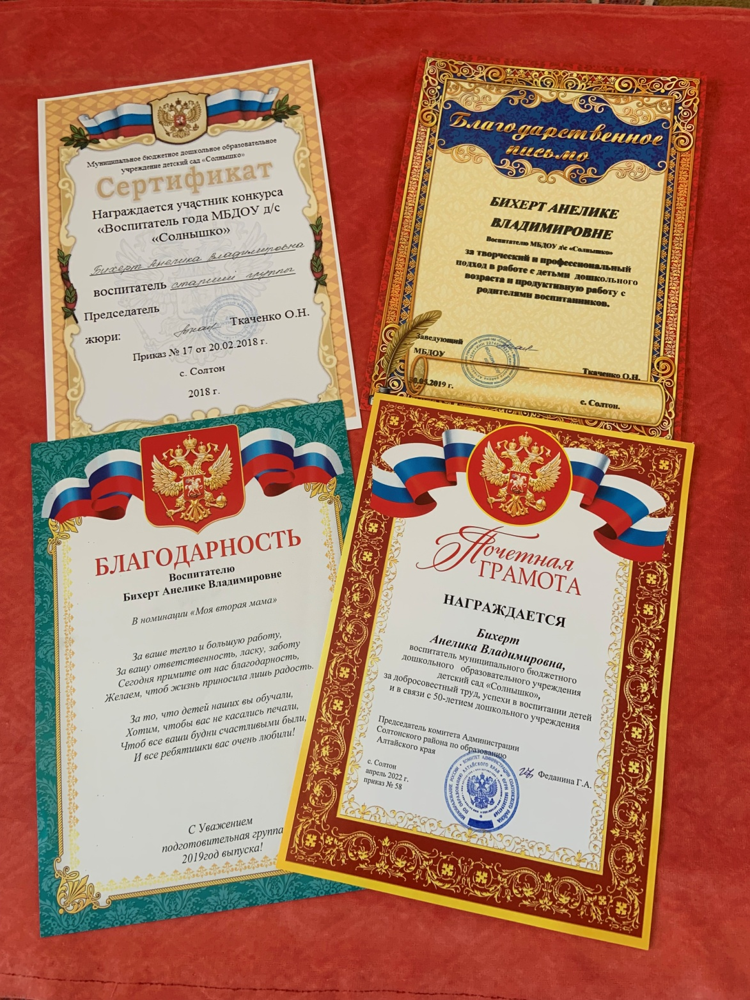 Муниципальное бюджетное дошкольное образовательное
учреждение детский сад «Солнышко»
Сертификат
Награждается участник конкурса
«Воспитатель года МБДОУ д/с
«Солнышко»
Бихерт Анелика Владимировна
воспитатель старшей группы
Председатель
жюри: Ткаченко О.Н.
Приказ № 17 от 20.02.2018 г.
с. Солтон
2018 г.
Благодарственное
письмо
БИХЕРТ АНЕЛИКЕ
ВЛАДИМИРОВНЕ
Воспитателю МБДОУ д\с «Солнышко»
за творческий и профессиональный
подход в работе с детьми дошкольного
возраста и продуктивную работу с
родителями воспитанников.
Заведующий
МБДОУ
Ткаченко О.Н.
30.05.2019 г.
с. Солтон.
БЛАГОДАРНОСТЬ
Воспитателю
Бихерт Анелике Владимировне
В номинации «Моя вторая мама»
За ваше тепло и большую работу,
За вашу ответственность, ласку, заботу
Сегодня примите от нас благодарность,
Желаем, чтоб жизнь приносила лишь радость.
За то, что детей наших вы обучали,
Хотим, чтобы вас не касались печали,
Чтоб все ваши будни счастливыми были,
И все ребятишки вас очень любили!
С Уважением
подготовительная группа
2019год выпуска!
Почетная
ГРАМОТА
НАГРАЖДАЕТСЯ
Бихерт
Анелика Владимировна,
воспитатель муниципального бюджетного
дошкольного образовательного учреждения
детский сад «Солнышко»,
за добросовестный труд, успехи в воспитании детей
и в связи с 50-летием дошкольного учреждения
Председатель комитета Администрации
Солтонского района по образованию
Алтайского края
Феданина Г.А.
с. Солтон
апрель 2022 г.
приказ № 58